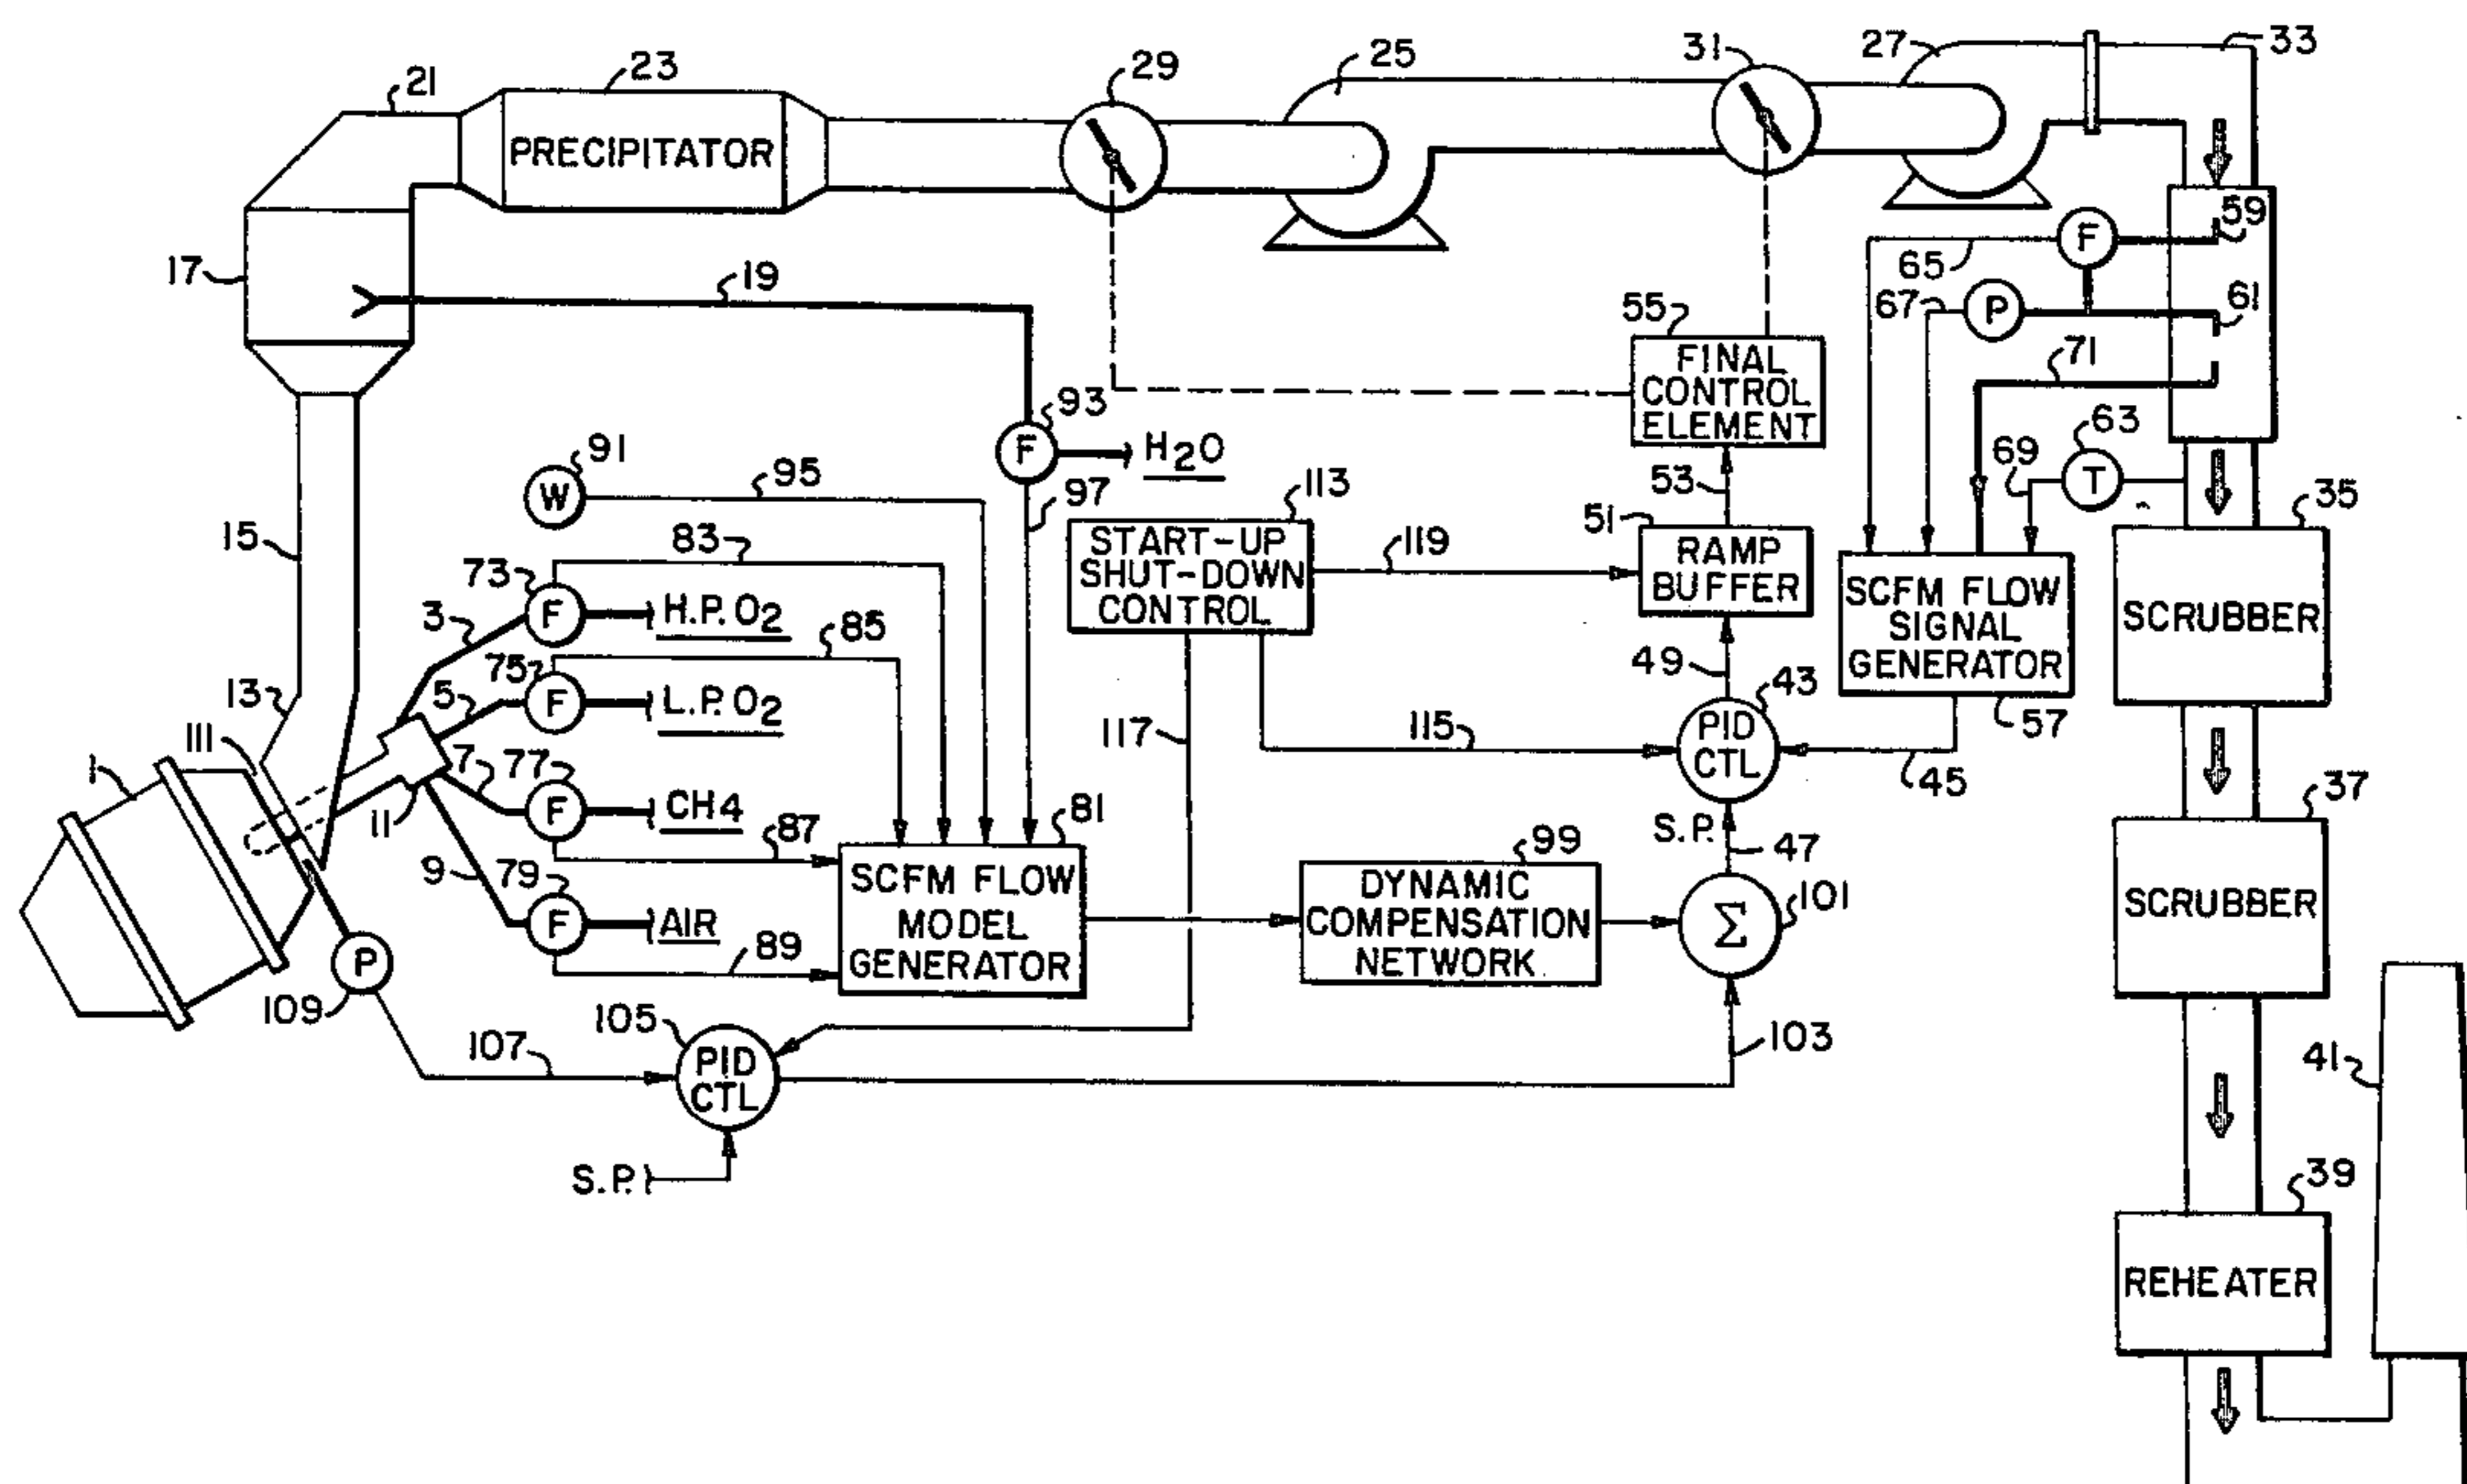 21
23
PRECIPITATOR
29
25
31
27
33
17
19
59
F
65
67
P
61
71
55
FINAL
CONTROL
ELEMENT
93
F
H2O
63
69
T
91
W
95
97
53
35
SCRUBBER
113
START-UP
SHUT-DOWN
CONTROL
119
51
RAMP
BUFFER
SCFM FLOW
SIGNAL
GENERATOR
57
15
83
73
F
H.P.O2
3
85
75
F
L.P.O2
5
49
43
PID
CTL
13
111
1
117
115
45
7
77
F
CH4
11
87
81
S.P.
47
37
SCRUBBER
9
79
F
AIR
89
SCFM FLOW
MODEL
GENERATOR
99
DYNAMIC
COMPENSATION
NETWORK
Σ
101
P
109
105
107
PID
CTL
103
41
S.P.
39
REHEATER